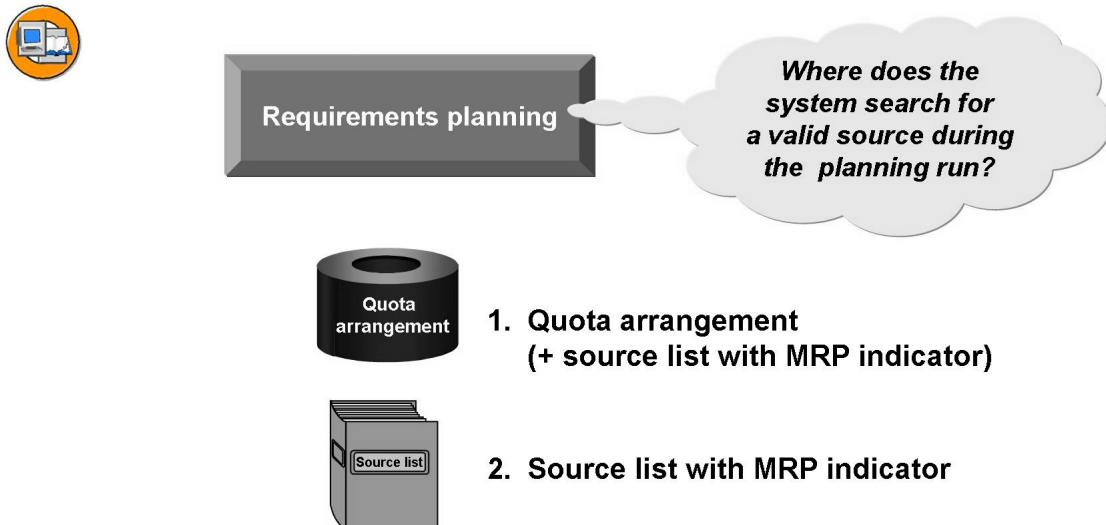 Requirements planning
Where does the
system search for
a valid source during
the planning run?
Quota
arrangement
1. Quota arrangement
(+ source list with MRP indicator)
Source list
2. Source list with MRP indicator